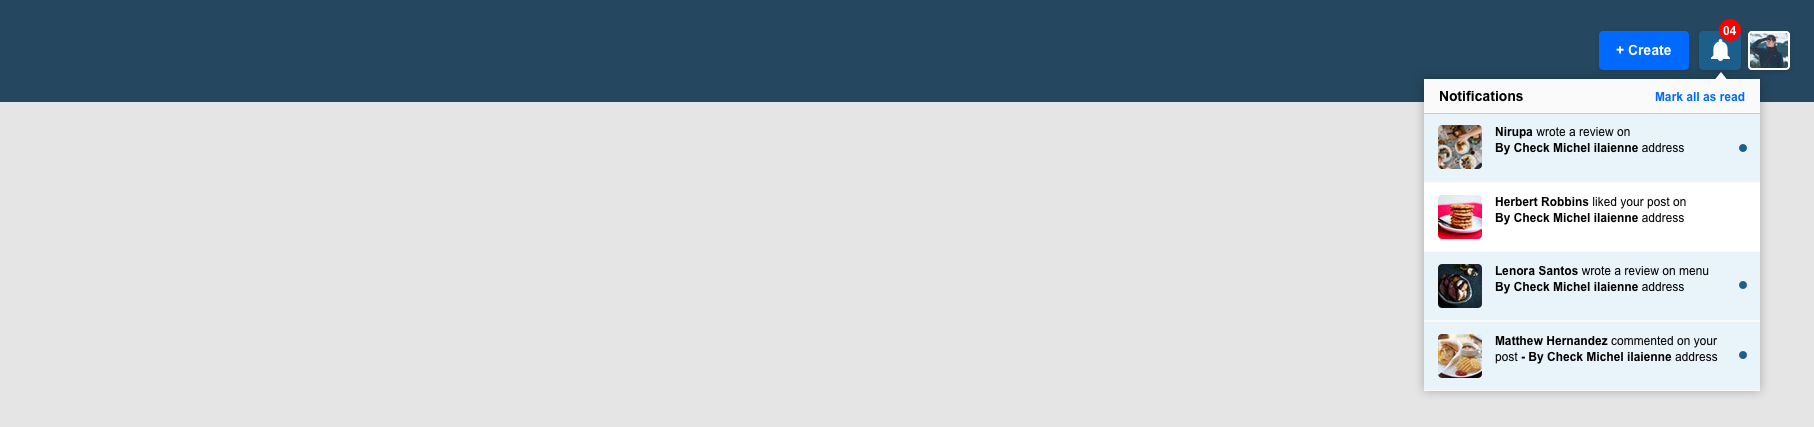 + Create
04
Notifications
Mark all as read
Nirupa wrote a review on
By Check Michel ilaienne address
Herbert Robbins liked your post on
By Check Michel ilaienne address
Lenora Santos wrote a review on menu
By Check Michel ilaienne address
Matthew Hernandez commented on your
post - By Check Michel ilaienne address